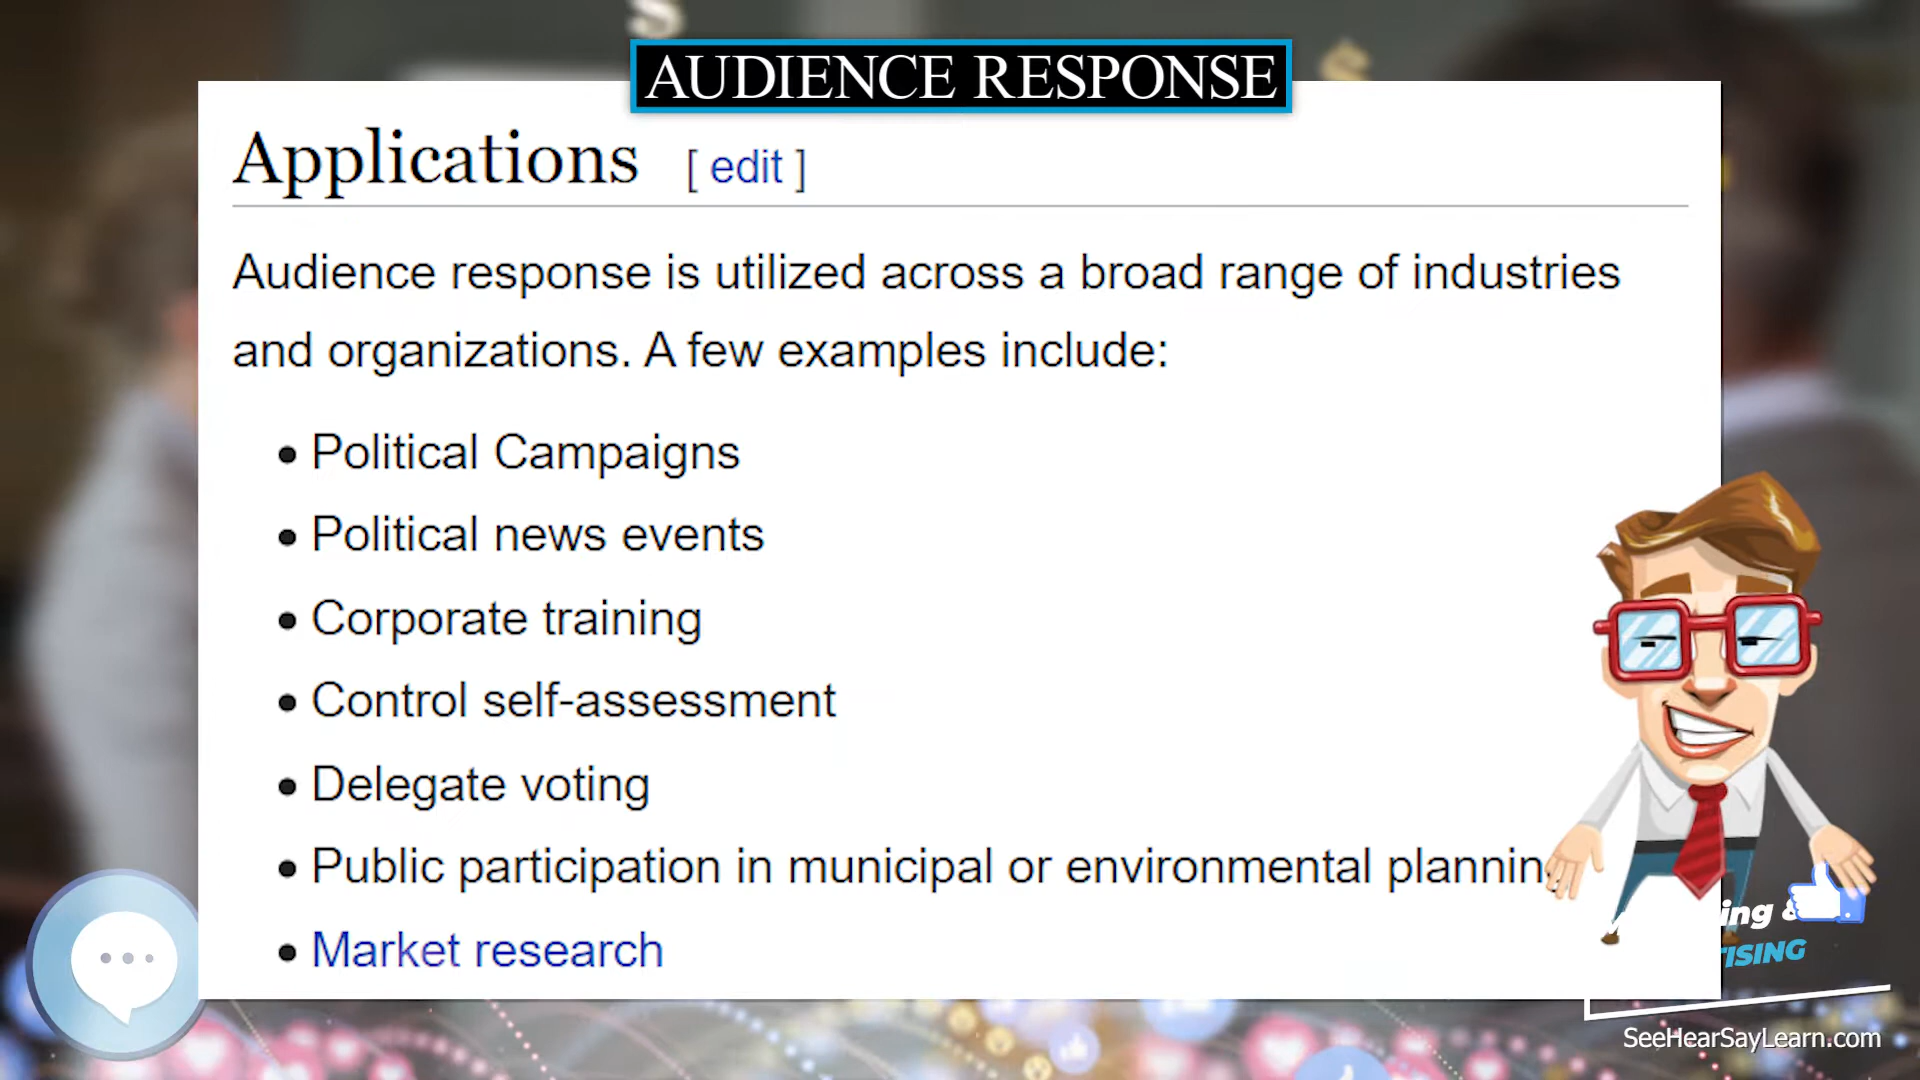 AUDIENCE RESPONSE
Applications [ edit ]
Audience response is utilized across a broad range of industries
and organizations. A few examples include:
• Political Campaigns
• Political news events
• Corporate training
• Control self-assessment
• Delegate voting
• Public participation in municipal or environmental plannin
• Market research
ing &
TISING
SeeHearSayLearn.com